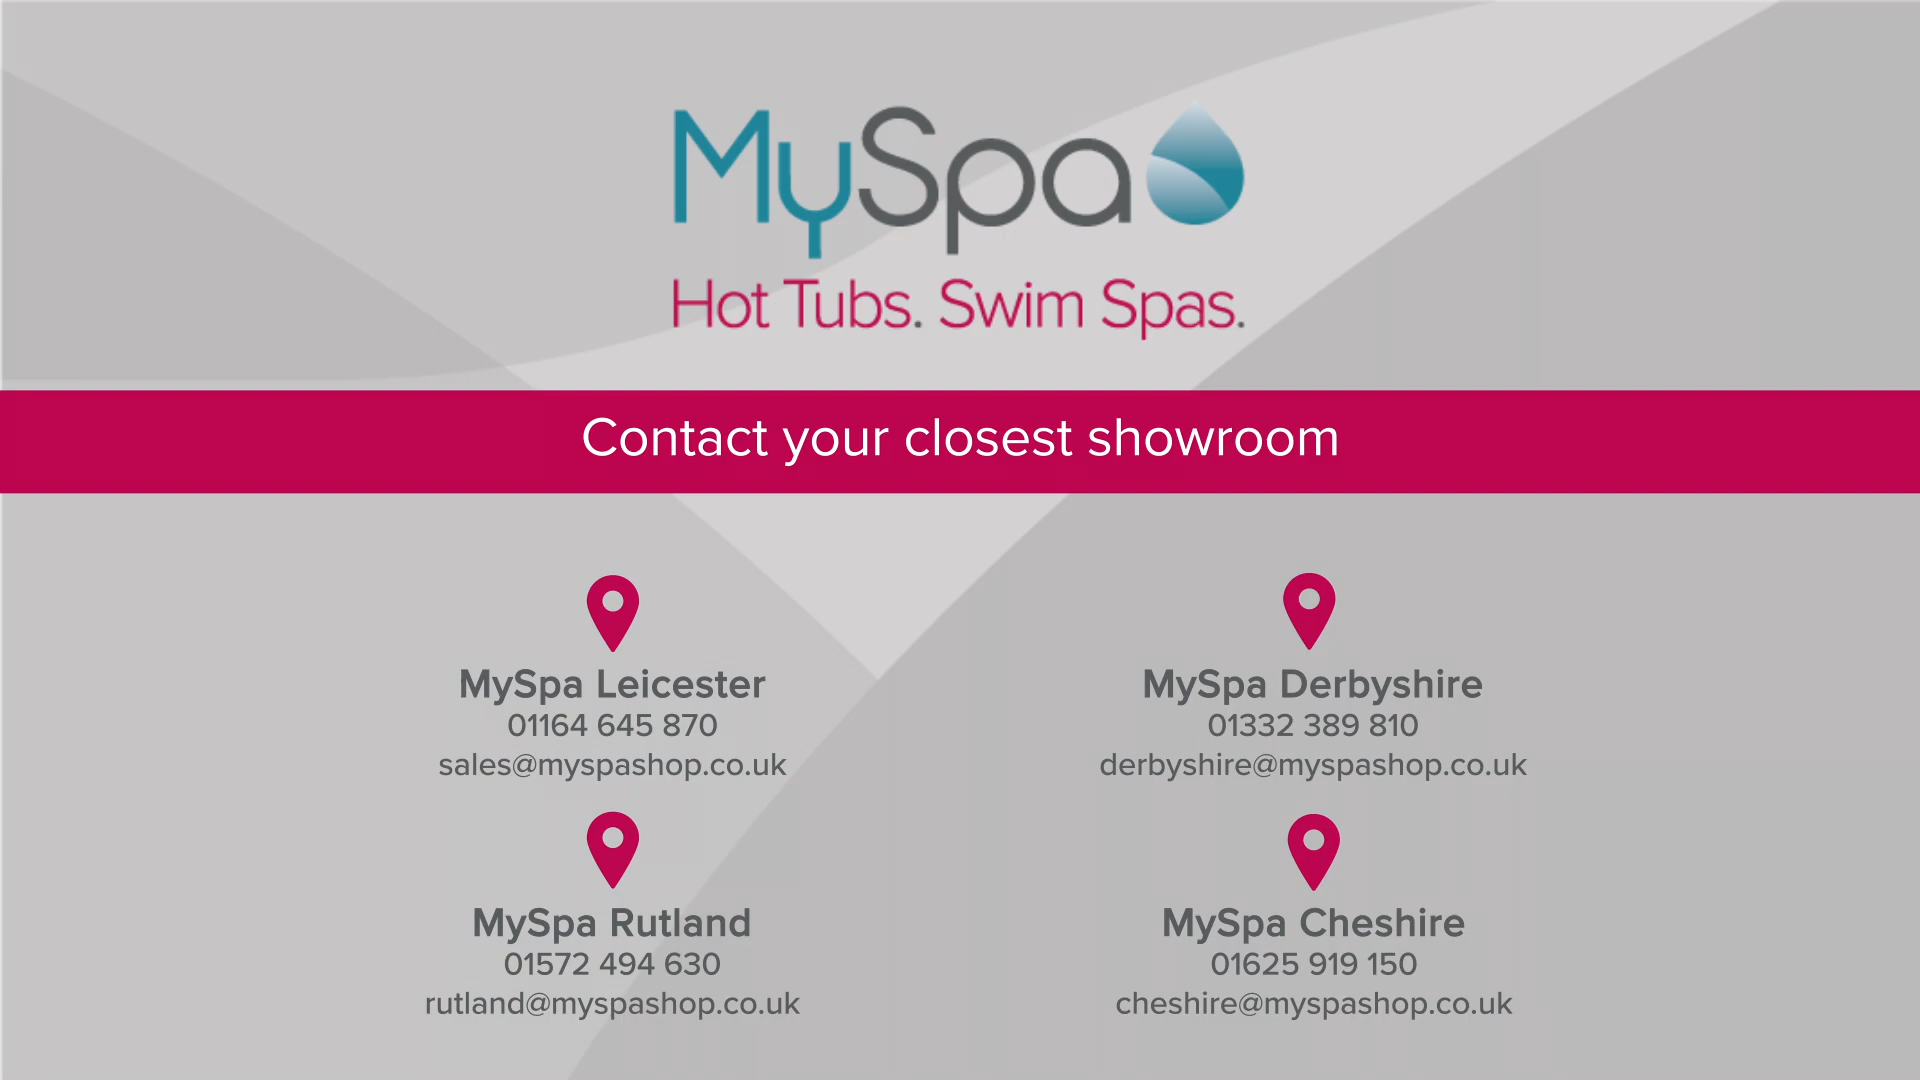 MySpa
Hot Tubs. Swim Spas.
Contact your closest showroom
MySpa Leicester
01164 645 870
sales@myspashop.co.uk
MySpa Derbyshire
01332 389 810
derbyshire@myspashop.co.uk
MySpa Rutland
01572 494 630
rutland@myspashop.co.uk
MySpa Cheshire
01625 919 150
cheshire@myspashop.co.uk